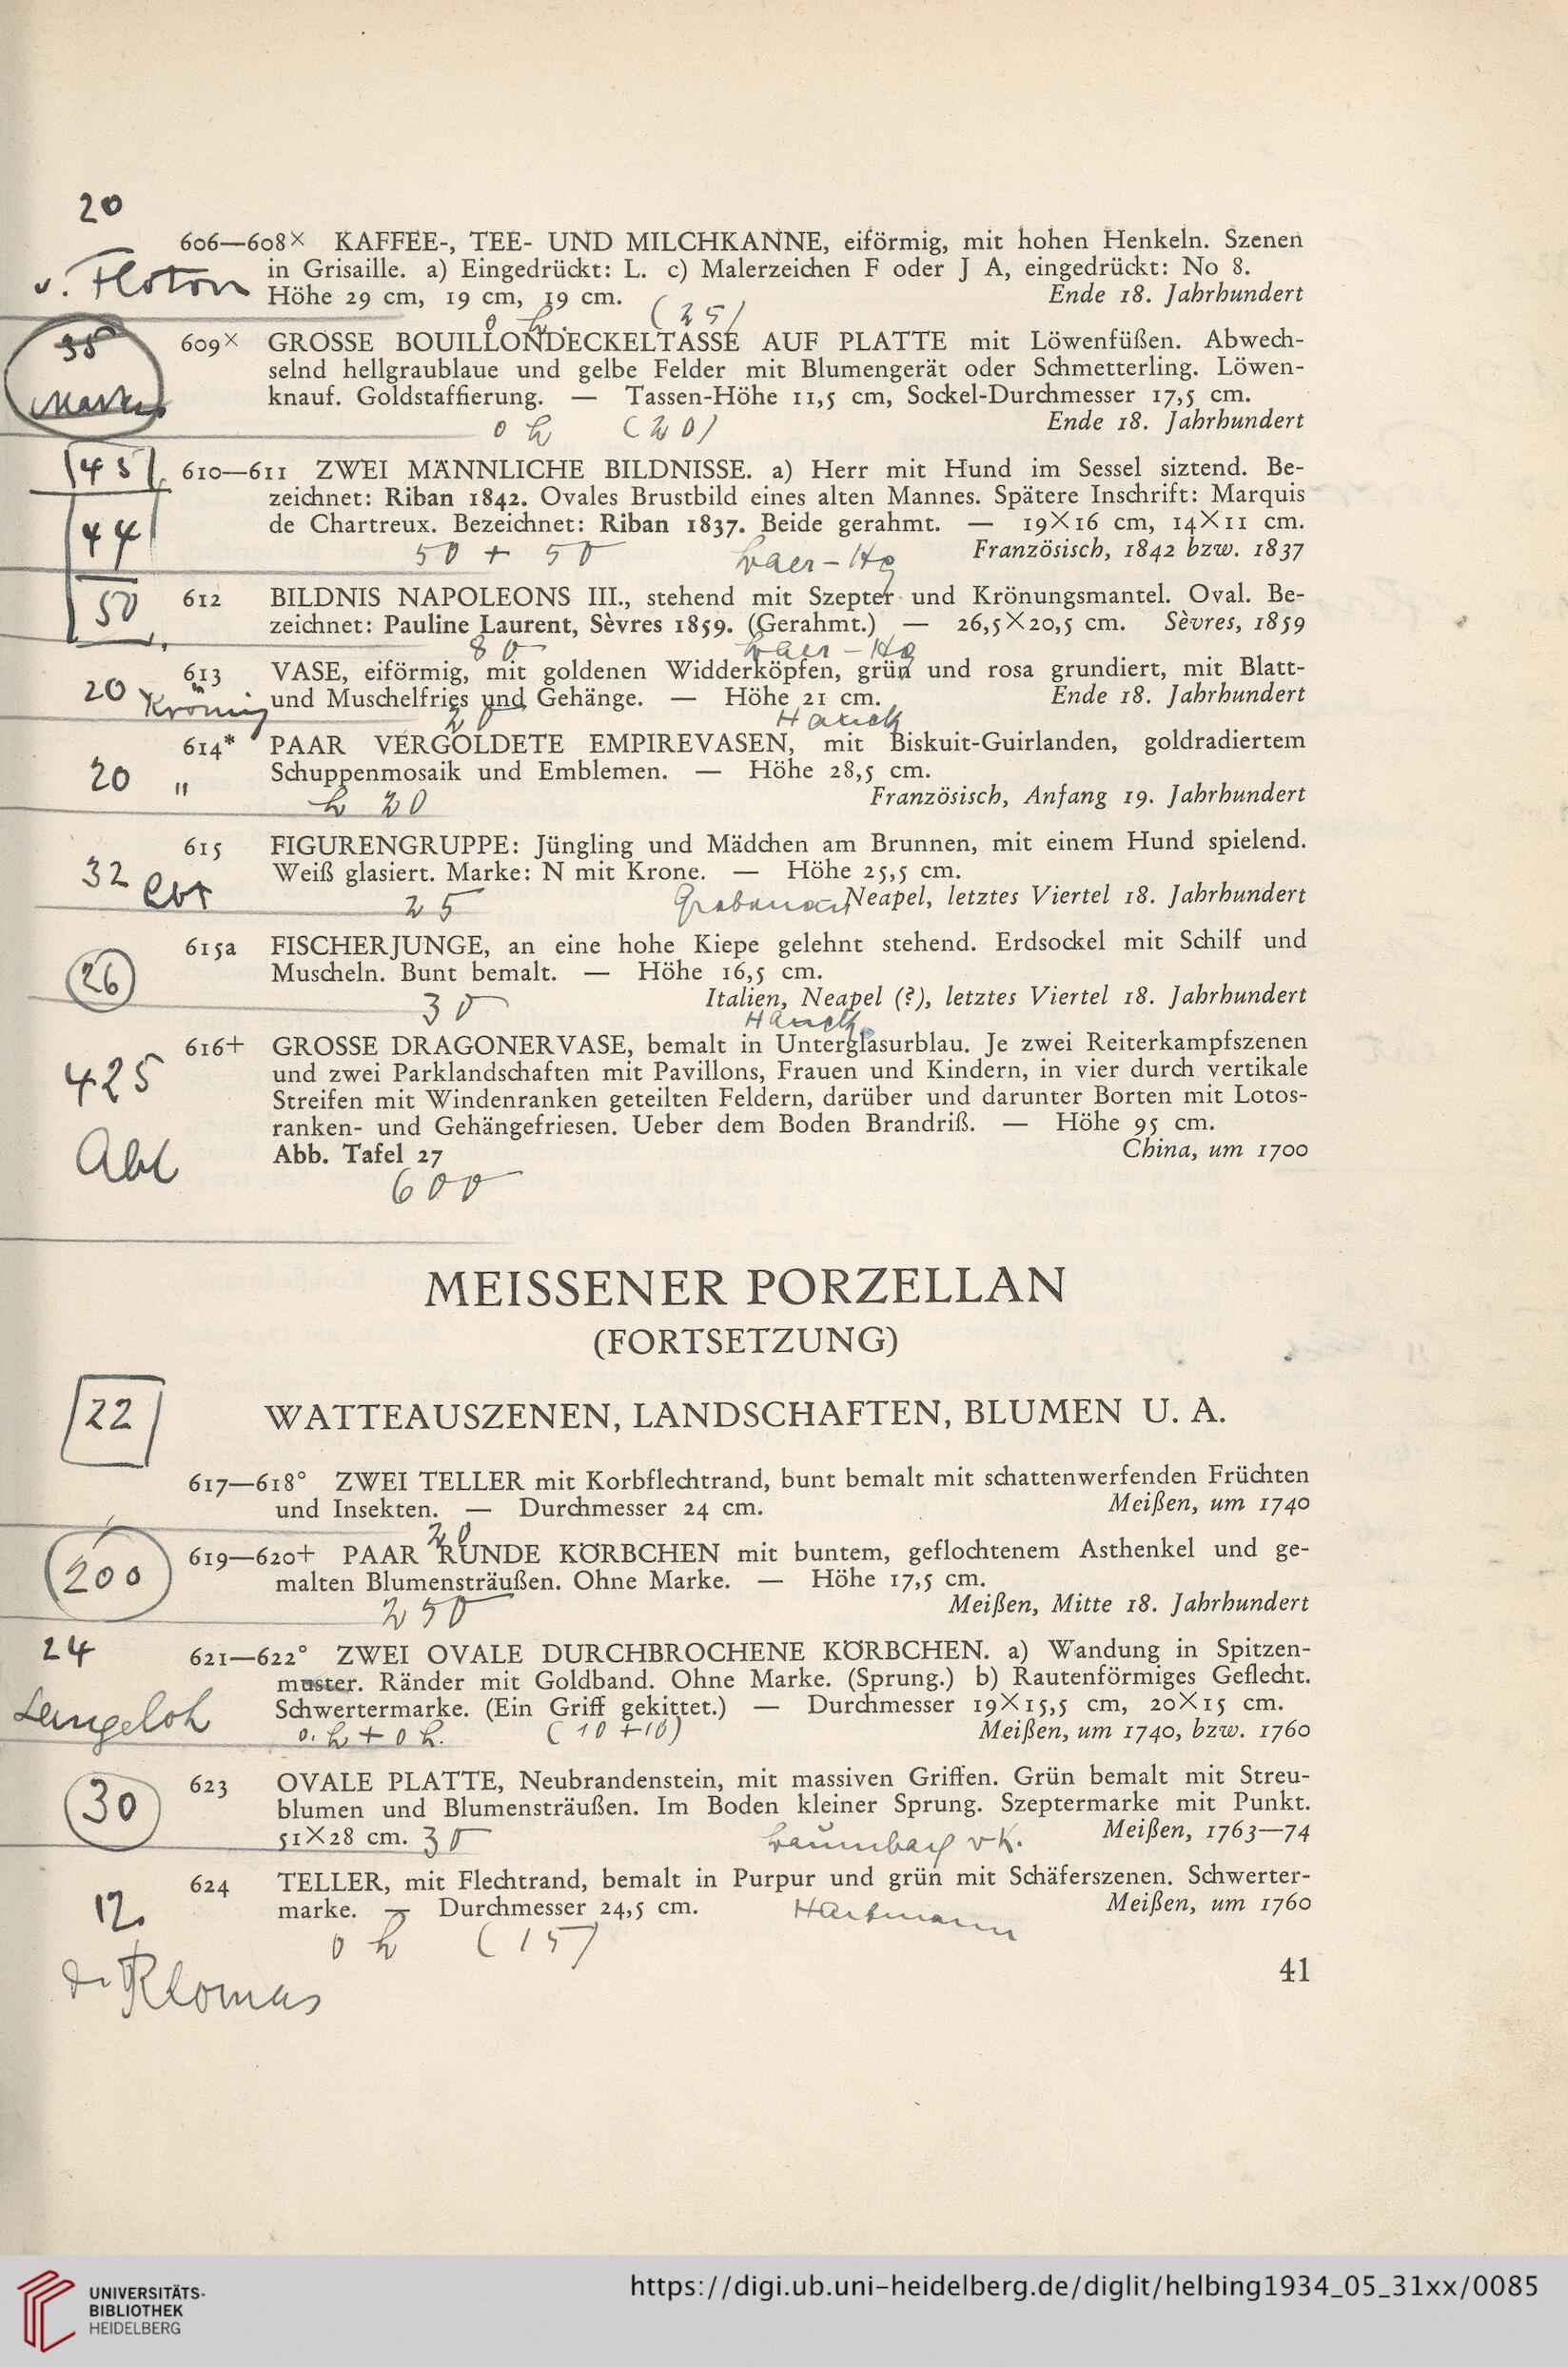 20
606—608× KAFFEE-, TEE- UND MILCHKANNE, eiförmig, mit hohen Henkeln. Szenen
in Grisaille. a) Eingedrückt: L. c) Malerzeichen F oder J A, eingedrückt: No 8.
Höhe 29 cm, 19 cm, 19 cm. Ende 18. Jahrhundert
(25)
35
609× GROSSE BOUILLONDECKELTASSE AUF PLATTE mit Löwenfüßen. Abwech-
selnd hellgraublaue und gelbe Felder mit Blumengerät oder Schmetterling. Löwen-
knauf. Goldstaffierung. — Tassen-Höhe 11,5 cm, Sockel-Durchmesser 17,5 cm.
Ende 18. Jahrhundert
(20)
45
610—611 ZWEI MÄNNLICHE BILDNISSE. a) Herr mit Hund im Sessel siztend. Be-
zeichnet: Riban 1842. Ovales Brustbild eines alten Mannes. Spätere Inschrift: Marquis
de Chartreux. Bezeichnet: Riban 1837. Beide gerahmt. — 19×16 cm, 14×11 cm.
44
Französisch, 1842 bzw. 1837
50 + 50
50
612 BILDNIS NAPOLEONS III., stehend mit Szepter und Krönungsmantel. Oval. Be-
zeichnet: Pauline Laurent, Sèvres 1859. (Gerahmt.) — 26,5×20,5 cm. Sèvres, 1859
80
613 VASE, eiförmig, mit goldenen Widderköpfen, grün und rosa grundiert, mit Blatt-
20 und Muschelfries und Gehänge. — Höhe 21 cm. Ende 18. Jahrhundert
20
614* PAAR VERGOLDETE EMPIREVASEN, mit Biskuit-Guirlanden, goldradiertem
20 " Schuppenmosaik und Emblemen. — Höhe 28,5 cm.
Französisch, Anfang 19. Jahrhundert
20
615 FIGURENGRUPPE: Jüngling und Mädchen am Brunnen, mit einem Hund spielend.
32 Weiß glasiert. Marke: N mit Krone. — Höhe 25,5 cm.
Neapel, letztes Viertel 18. Jahrhundert
25
615a FISCHERJUNGE, an eine hohe Kiepe gelehnt stehend. Erdsockel mit Schilf und
26 Muscheln. Bunt bemalt. — Höhe 16,5 cm.
Italien, Neapel (?), letztes Viertel 18. Jahrhundert
30
616+ GROSSE DRAGONERVASE, bemalt in Unterglasurblau. Je zwei Reiterkampfszenen
425 und zwei Parklandschaften mit Pavillons, Frauen und Kindern, in vier durch vertikale
Streifen mit Windenranken geteilten Feldern, darüber und darunter Borten mit Lotos-
ranken- und Gehängefriesen. Ueber dem Boden Brandriß. — Höhe 95 cm.
Abb. Tafel 27 China, um 1700
600
MEISSENER PORZELLAN
(FORTSETZUNG)
22
WATTEAUSZENEN, LANDSCHAFTEN, BLUMEN U. A.
617—618° ZWEI TELLER mit Korbflechtrand, bunt bemalt mit schattenwerfenden Früchten
und Insekten. — Durchmesser 24 cm. Meißen, um 1740
20
619—620+ PAAR RUNDE KÖRBCHEN mit buntem, geflochtenem Asthenkel und ge-
200 malten Blumensträußen. Ohne Marke. — Höhe 17,5 cm.
Meißen, Mitte 18. Jahrhundert
250
24
621—622° ZWEI OVALE DURCHBROCHENE KÖRBCHEN. a) Wandung in Spitzen-
muster. Ränder mit Goldband. Ohne Marke. (Sprung.) b) Rautenförmiges Geflecht.
Langeloh Schwertermarke. (Ein Griff gekittet.) — Durchmesser 19×15,5 cm, 20×15 cm.
(10 + 10) Meißen, um 1740, bzw. 1760
30
623 OVALE PLATTE, Neubrandenstein, mit massiven Griffen. Grün bemalt mit Streu-
blumen und Blumensträußen. Im Boden kleiner Sprung. Szeptermarke mit Punkt.
51×28 cm. 30 Meißen, 1763—74
624 TELLER, mit Flechtrand, bemalt in Purpur und grün mit Schäferszenen. Schwerter-
12. marke. — Durchmesser 24,5 cm. Hartmann Meißen, um 1760
(15)
41
UNIVERSITÄTS-
BIBLIOTHEK
HEIDELBERG
https://digi.ub.uni-heidelberg.de/diglit/helbing1934_05_31xx/0085